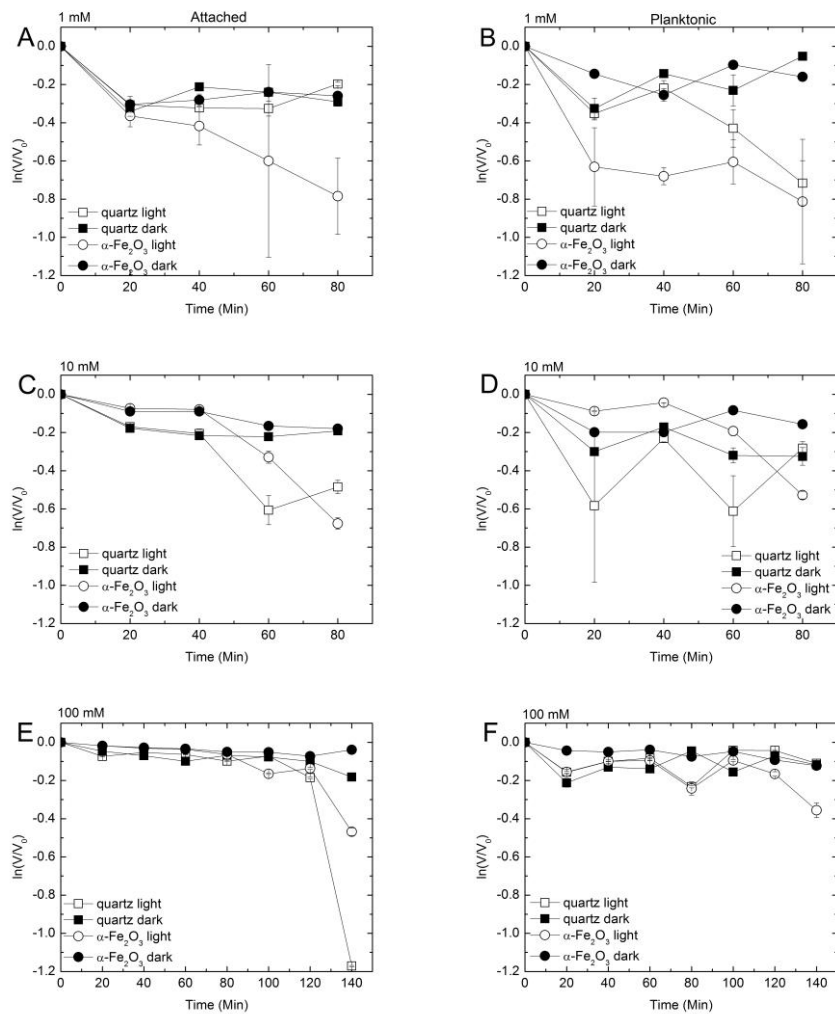 Attached
Planktonic
A
1 mM
0.0
-0.2
-0.4
-0.6
-0.8
-1.0
-1.2
ln(V/V₀)
quartz light
quartz dark
α-Fe₂O₃ light
α-Fe₂O₃ dark
0 20 40 60 80
Time (Min)
B
1 mM
0.0
-0.2
-0.4
-0.6
-0.8
-1.0
-1.2
ln(V/V₀)
quartz light
quartz dark
α-Fe₂O₃ light
α-Fe₂O₃ dark
0 20 40 60 80
Time (Min)
C
10 mM
0.0
-0.2
-0.4
-0.6
-0.8
-1.0
-1.2
ln(V/V₀)
quartz light
quartz dark
α-Fe₂O₃ light
α-Fe₂O₃ dark
0 20 40 60 80
Time (Min)
D
10 mM
0.0
-0.2
-0.4
-0.6
-0.8
-1.0
-1.2
ln(V/V₀)
quartz light
quartz dark
α-Fe₂O₃ light
α-Fe₂O₃ dark
0 20 40 60 80
Time (Min)
E
100 mM
0.0
-0.2
-0.4
-0.6
-0.8
-1.0
-1.2
ln(V/V₀)
quartz light
quartz dark
α-Fe₂O₃ light
α-Fe₂O₃ dark
0 20 40 60 80 100 120 140
Time (Min)
F
100 mM
0.0
-0.2
-0.4
-0.6
-0.8
-1.0
-1.2
ln(V/V₀)
quartz light
quartz dark
α-Fe₂O₃ light
α-Fe₂O₃ dark
0 20 40 60 80 100 120 140
Time (Min)